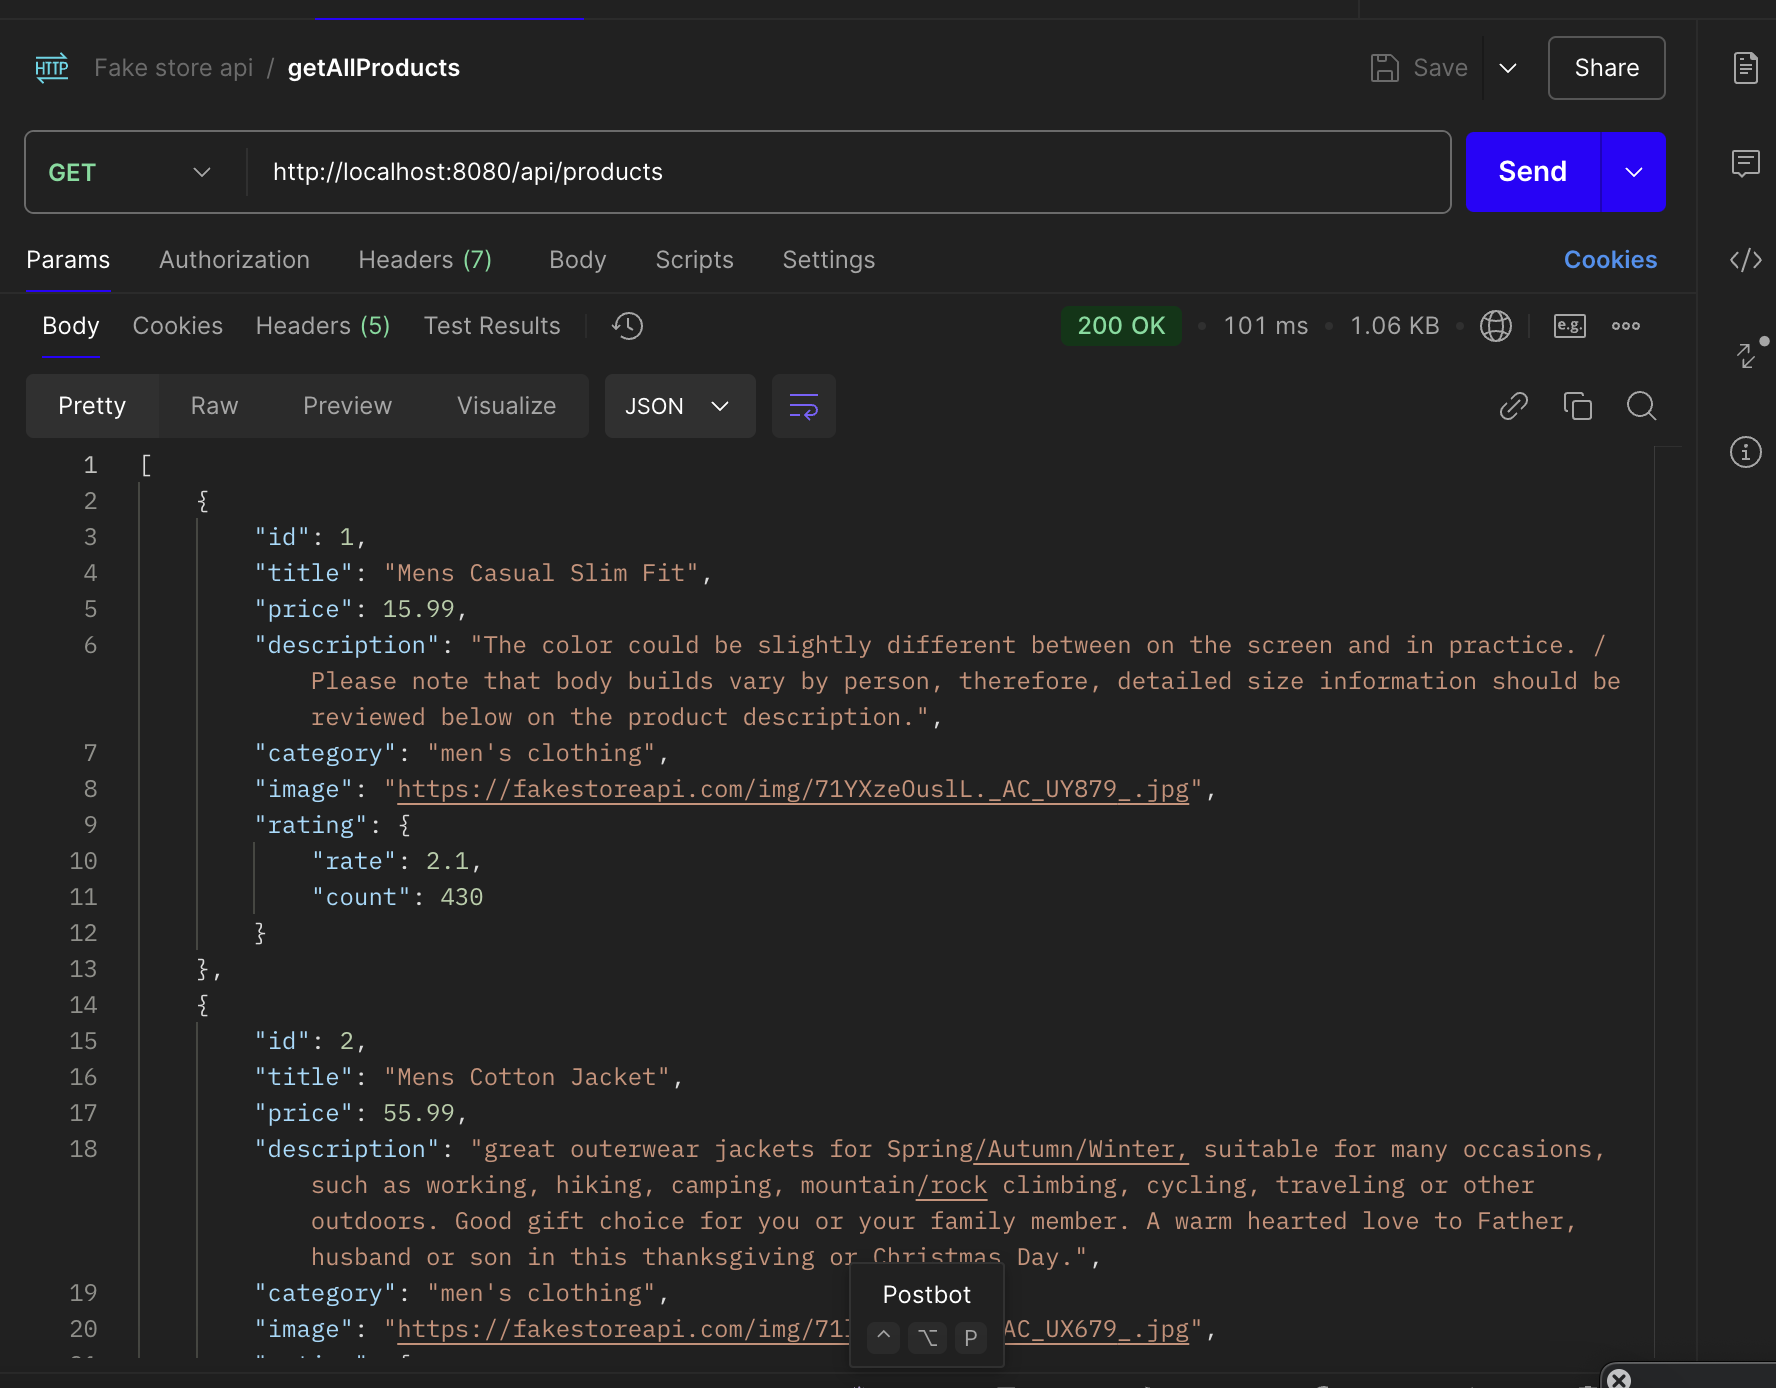 HTTP Fake store api / getAllProducts Save Share
GET http://localhost:8080/api/products Send
Params Authorization Headers (7) Body Scripts Settings Cookies
Body Cookies Headers (5) Test Results 200 OK 101 ms 1.06 KB e.g.
Pretty Raw Preview Visualize JSON
1 [
2 {
3 "id": 1,
4 "title": "Mens Casual Slim Fit",
5 "price": 15.99,
6 "description": "The color could be slightly different between on the screen and in practice. /
Please note that body builds vary by person, therefore, detailed size information should be
reviewed below on the product description.",
7 "category": "men's clothing",
8 "image": "https://fakestoreapi.com/img/71YXzeOuslL._AC_UY879_.jpg",
9 "rating": {
10 "rate": 2.1,
11 "count": 430
12 }
13 },
14 {
15 "id": 2,
16 "title": "Mens Cotton Jacket",
17 "price": 55.99,
18 "description": "great outerwear jackets for Spring/Autumn/Winter, suitable for many occasions,
such as working, hiking, camping, mountain/rock climbing, cycling, traveling or other
outdoors. Good gift choice for you or your family member. A warm hearted love to Father,
husband or son in this thanksgiving or Christmas Day.",
19 "category": "men's clothing",
20 "image": "https://fakestoreapi.com/img/71 AC_UX679_.jpg",
Postbot
^ ⌥ P